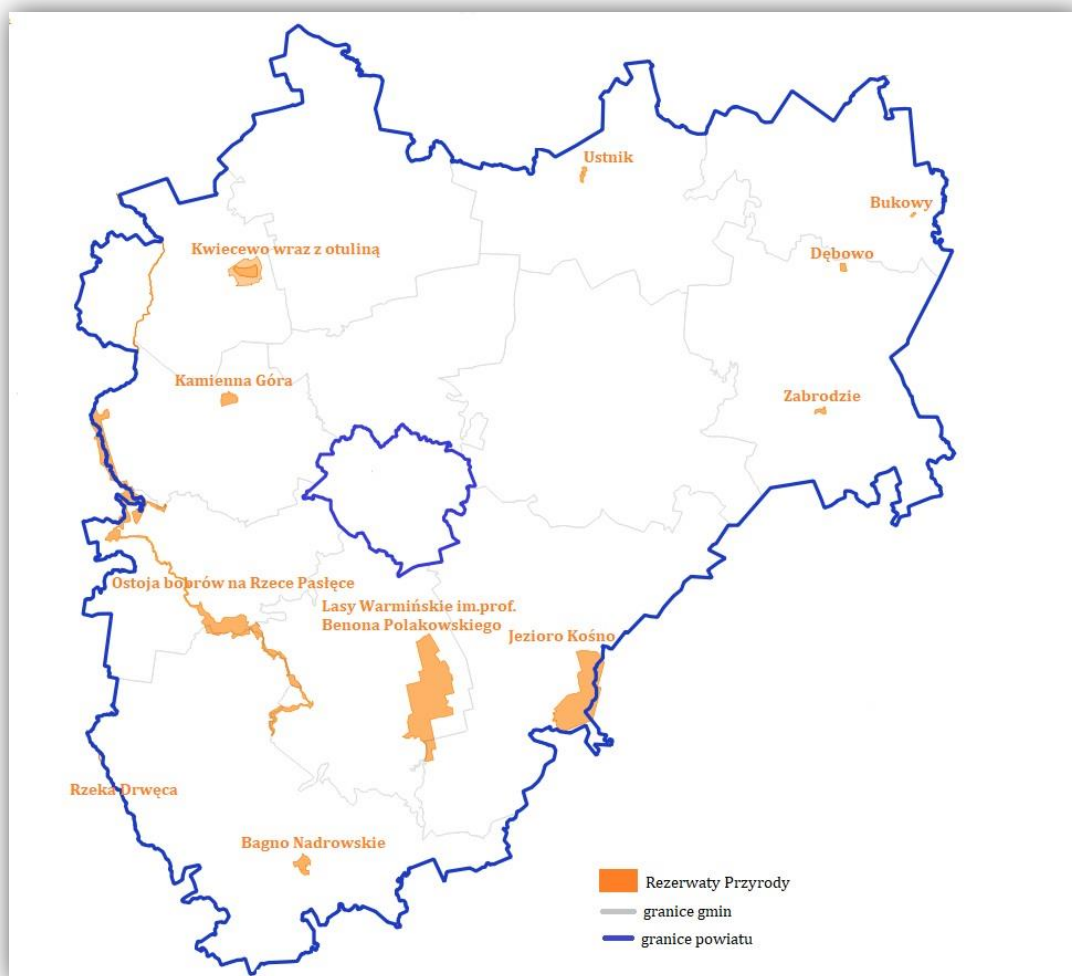 Ustnik
Bukowy
Kwiecewo wraz z otuliną
Dębowo
Kamienna Góra
Zabrodzie
Ostoja bobrów na Rzece Pasłęce
Lasy Warmińskie im.prof.
Benona Polakowskiego
Jezioro Kośno
Rzeka Drwęca
Bagno Nadrowskie
Rezerwaty Przyrody
granice gmin
granice powiatu